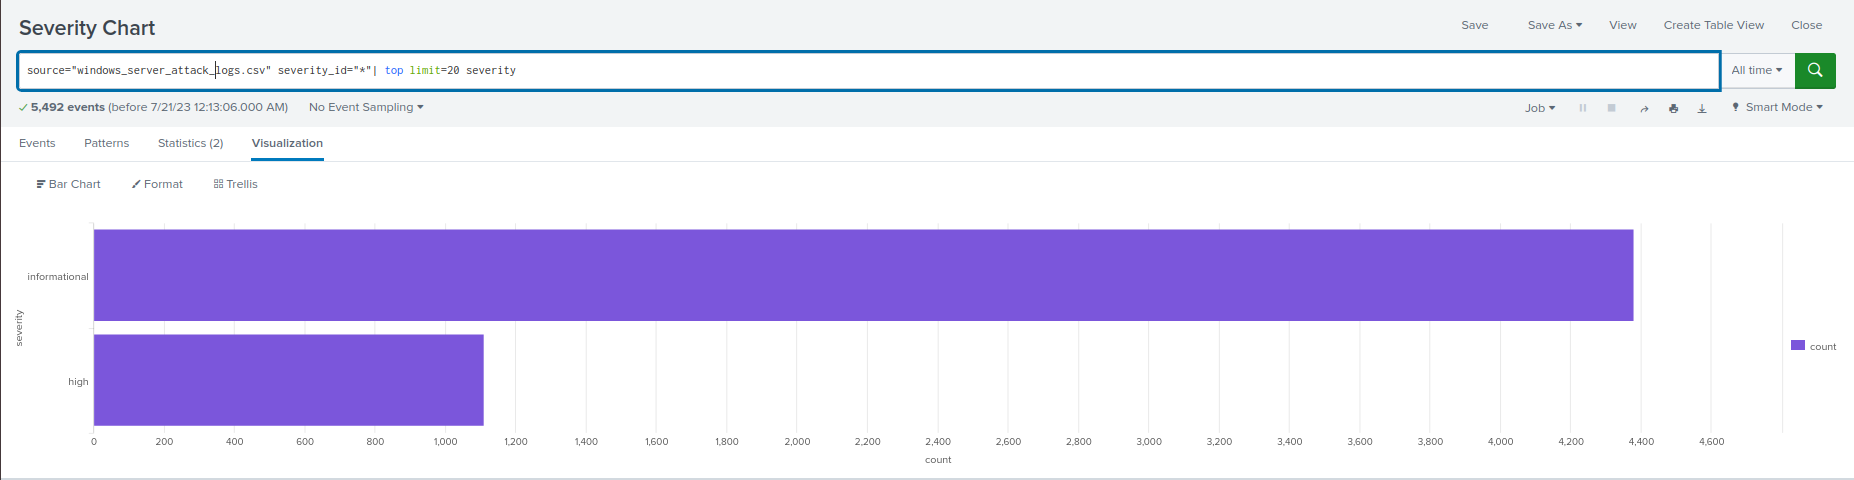 Severity Chart
Save Save As View Create Table View Close
source="windows_server_attack_logs.csv" severity_id="*"| top limit=20 severity
All time
5,492 events (before 7/21/23 12:13:06.000 AM) No Event Sampling
Job Smart Mode
Events Patterns Statistics (2) Visualization
Bar Chart Format Trellis
informational
severity
count
high
0 200 400 600 800 1,000 1,200 1,400 1,600 1,800 2,000 2,200 2,400 2,600 2,800 3,000 3,200 3,400 3,600 3,800 4,000 4,200 4,400 4,600
count